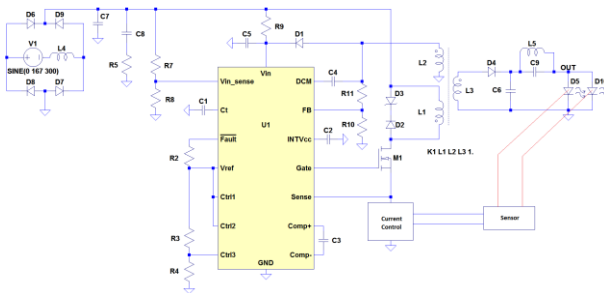 D6
D9
V1
L4
SINE(0 167 300)
D8
D7
C7
C8
R5
R7
R8
C1
R9
C5
D1
Vin
Vin_sense
DCM
C4
Ct
FB
R11
R10
U1
INTVcc
C2
Fault
R2
Vref
Gate
Ctrl1
Sense
Ctrl2
Comp+
C3
R3
Ctrl3
Comp-
R4
GND
D3
D2
M1
L2
L1
L3
K1 L1 L2 L3 1.
D4
L5
C9
OUT
C6
D5
Current
Control
Sensor